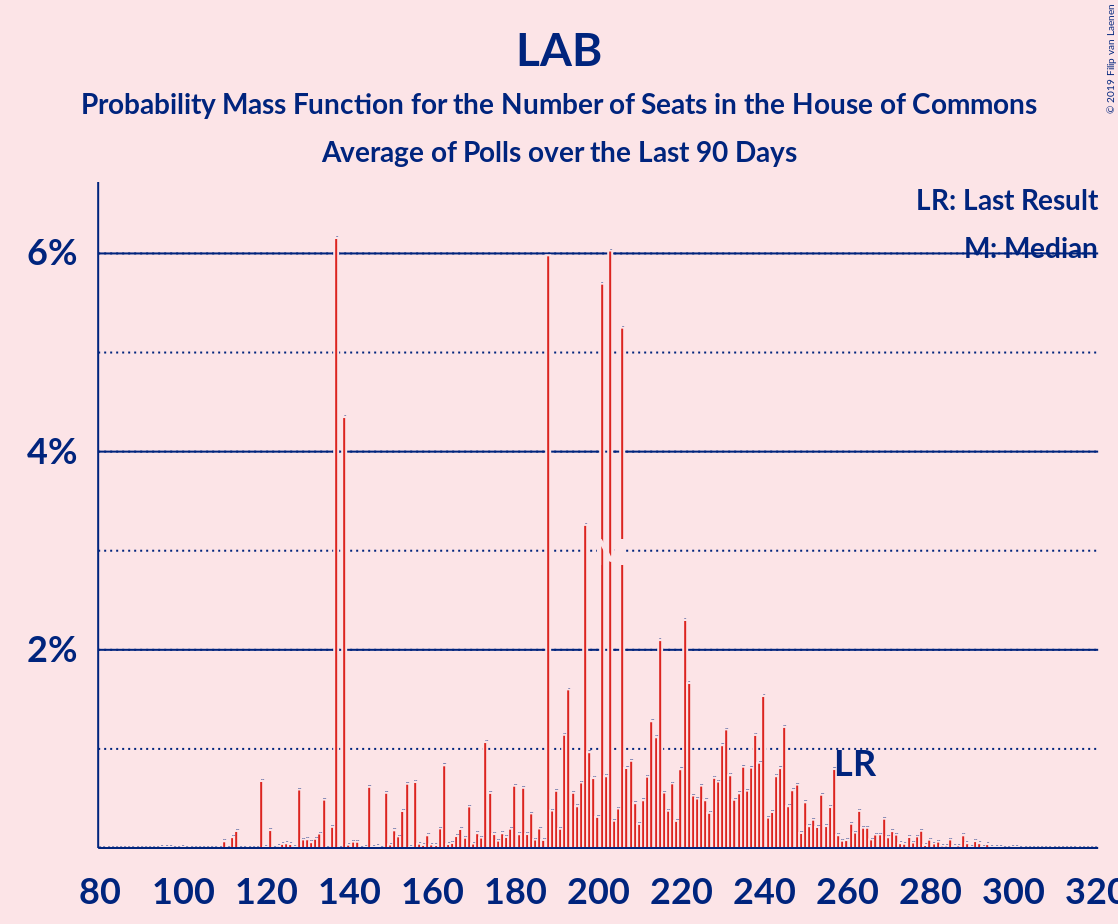 LAB
Probability Mass Function for the Number of Seats in the House of Commons
Average of Polls over the Last 90 Days
© 2019 Filip van Laenen
LR: Last Result
M: Median
6%
4%
2%
M
LR
80 100 120 140 160 180 200 220 240 260 280 300 320